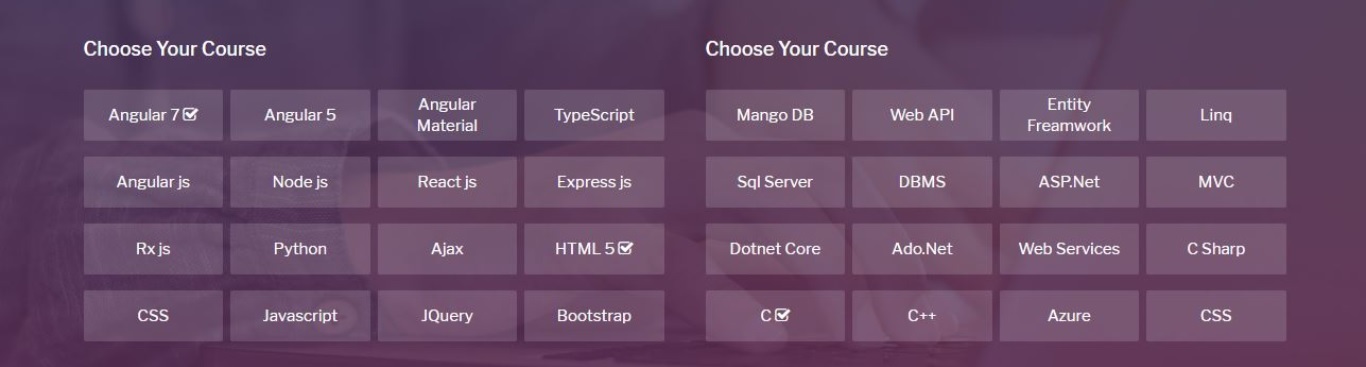 Choose Your Course
Angular 7
Angular 5
Angular
Material
TypeScript
Angular js
Node js
React js
Express js
Rx js
Python
Ajax
HTML 5
CSS
Javascript
JQuery
Bootstrap
Choose Your Course
Mango DB
Web API
Entity
Freamwork
Linq
Sql Server
DBMS
ASP.Net
MVC
Dotnet Core
Ado.Net
Web Services
C Sharp
C
C++
Azure
CSS